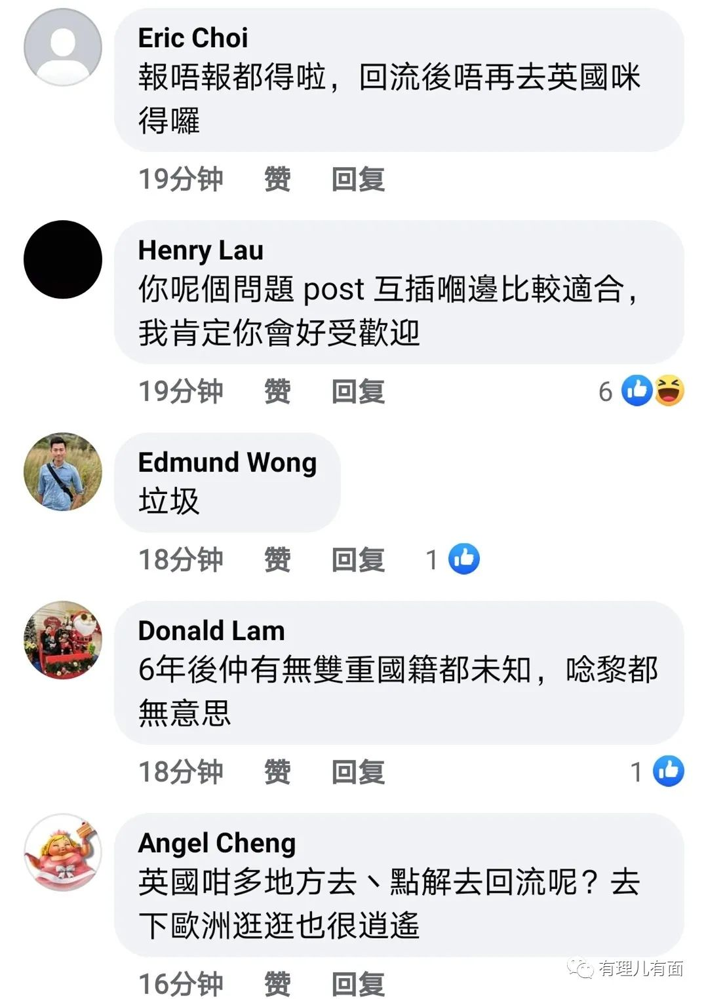 Eric Choi
報唔報都得啦，回流後唔再去英國咪
得囉
19分钟 赞 回复
Henry Lau
你呢個問題 post 互插嗰邊比較適合，
我肯定你會好受歡迎
19分钟 赞 回复 6
Edmund Wong
垃圾
18分钟 赞 回复 1
Donald Lam
6年後仲有無雙重國籍都未知，唸黎都
無意思
18分钟 赞 回复 1
Angel Cheng
英國咁多地方去、點解去回流呢？去
下歐洲逛逛也很逍遙
有理儿有面
16分钟 赞 回复